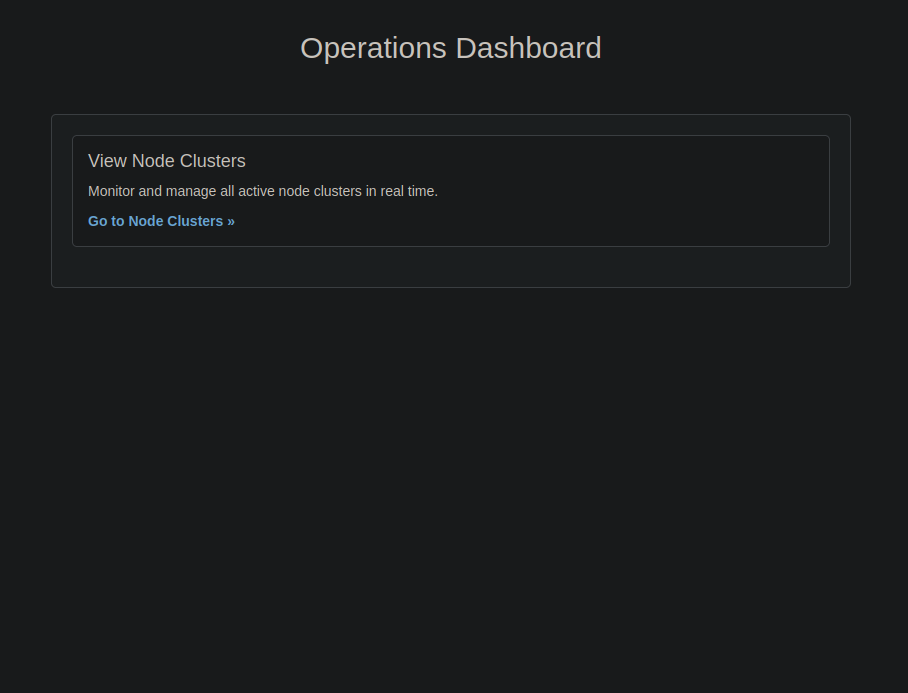 Operations Dashboard
View Node Clusters
Monitor and manage all active node clusters in real time.
Go to Node Clusters »